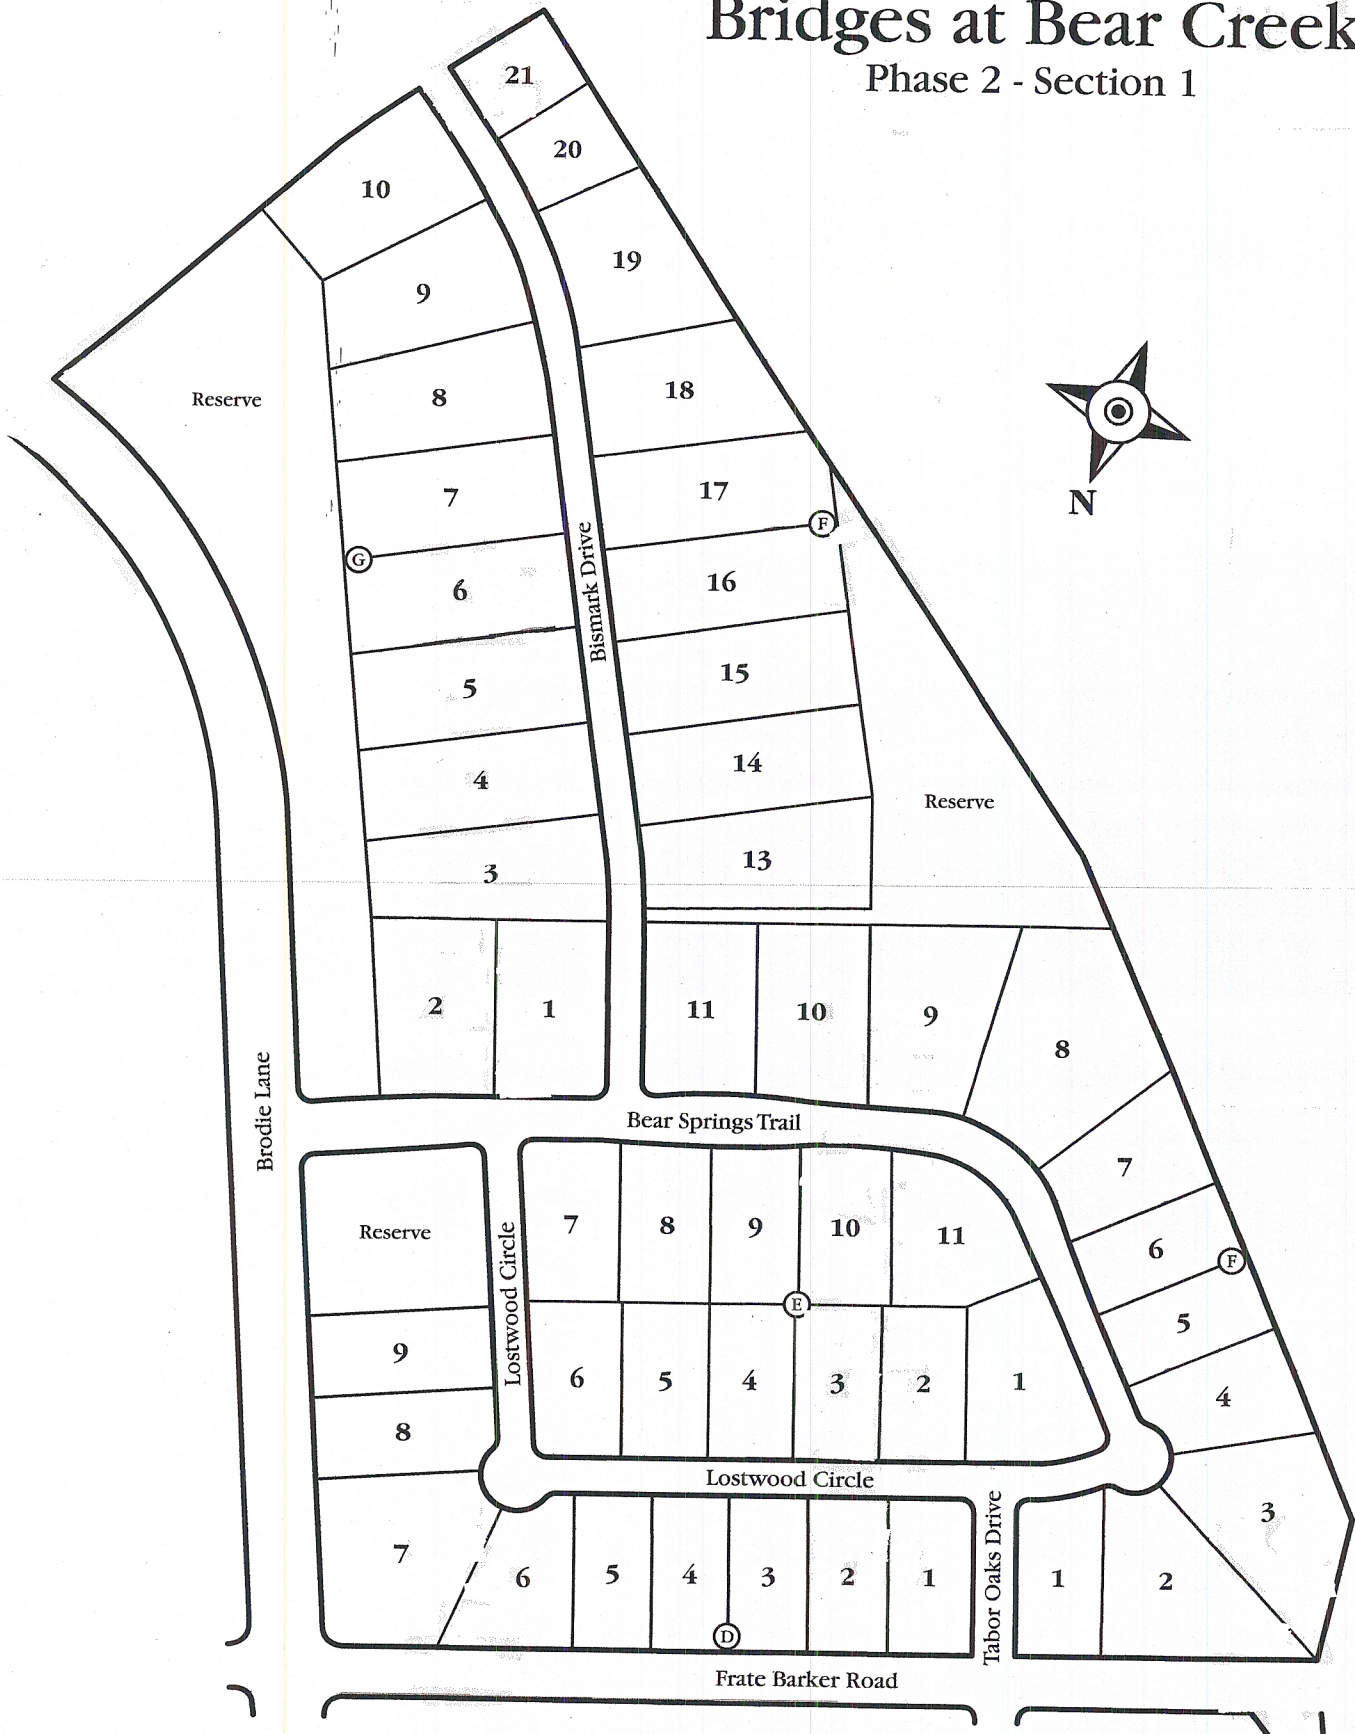 Bridges at Bear Creek
Phase 2 - Section 1
21
20
10
19
9
18
8
Reserve
17
7
F
G
16
6
Bismark Drive
15
5
14
4
Reserve
13
3
N
2
1
11
10
9
8
Brodie Lane
Bear Springs Trail
7
6
F
5
4
3
Reserve
Lostwood Circle
7
8
9
10
11
E
6
5
4
3
2
1
9
8
7
Lostwood Circle
6
5
4
3
2
1
D
Tabor Oaks Drive
1
2
Frate Barker Road